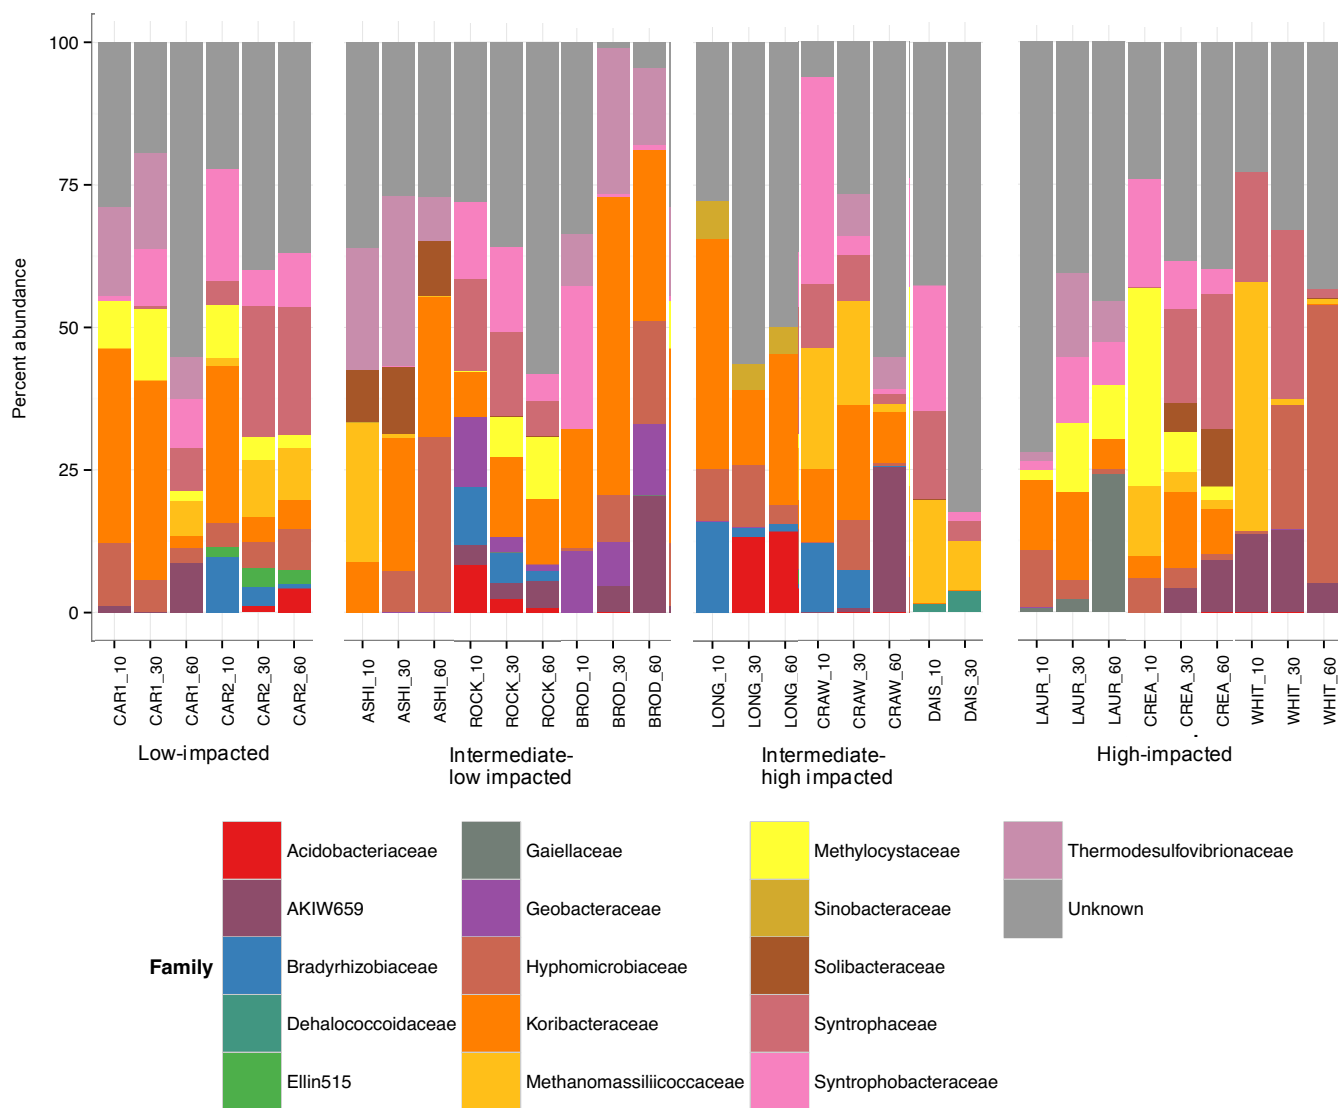 100
75
50
25
0
Percent abundance
CAR1_10
CAR1_30
CAR1_60
CAR2_10
CAR2_30
CAR2_60
ASHI_10
ASHI_30
ASHI_60
ROCK_10
ROCK_30
ROCK_60
BROD_10
BROD_30
BROD_60
LONG_10
LONG_30
LONG_60
CRAW_10
CRAW_30
CRAW_60
DAIS_10
DAIS_30
LAUR_10
LAUR_30
LAUR_60
CREA_10
CREA_30
CREA_60
WHIT_10
WHIT_30
WHIT_60
Low-impacted
Intermediate-
low impacted
Intermediate-
high impacted
High-impacted
Family
Acidobacteriaceae
AKIW659
Bradyrhizobiaceae
Dehalococcoidaceae
Ellin515
Gaiellaceae
Geobacteraceae
Hyphomicrobiaceae
Koribacteraceae
Methanomassiliicoccaceae
Methylocystaceae
Sinobacteraceae
Solibacteraceae
Syntrophaceae
Syntrophobacteraceae
Thermodesulfovibrionaceae
Unknown